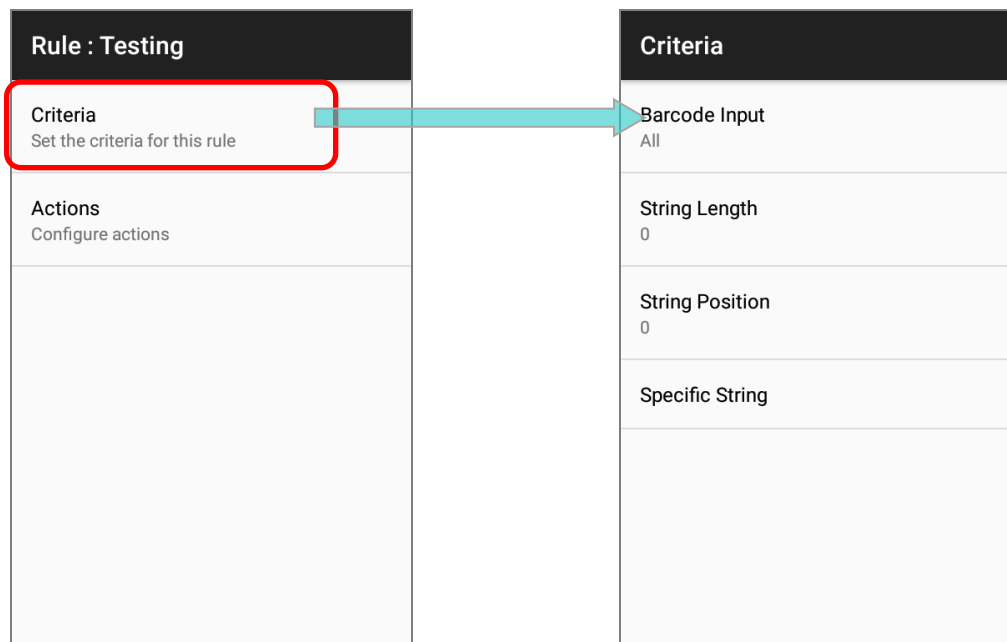 Rule : Testing
Criteria
Set the criteria for this rule
Actions
Configure actions
Criteria
Barcode Input
All
String Length
0
String Position
0
Specific String